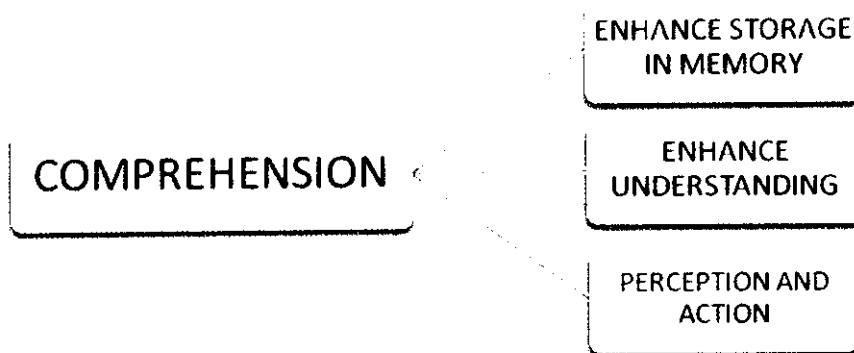 COMPREHENSION
ENHANCE STORAGE
IN MEMORY
ENHANCE
UNDERSTANDING
PERCEPTION AND
ACTION